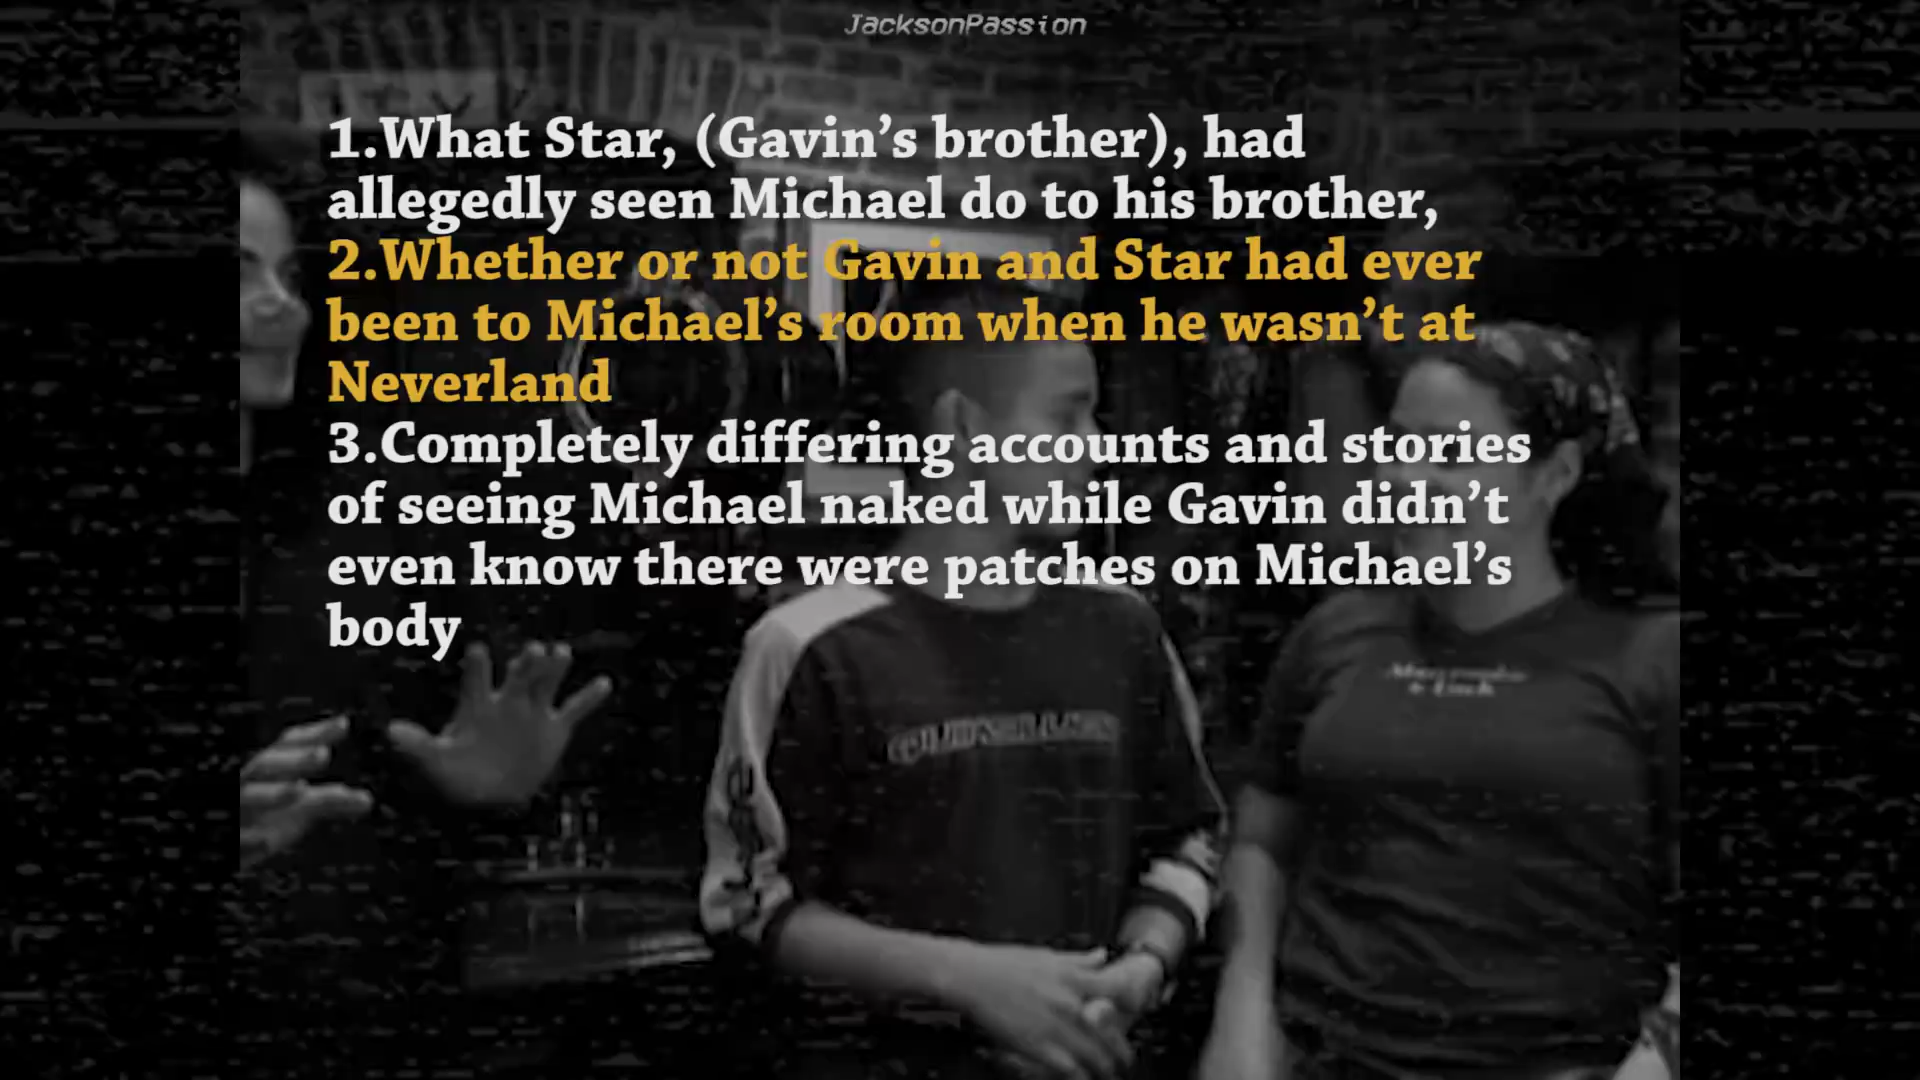 JacksonPassion
1.What Star, (Gavin's brother), had
allegedly seen Michael do to his brother,
2.Whether or not Gavin and Star had ever
been to Michael's room when he wasn't at
Neverland
3.Completely differing accounts and stories
of seeing Michael naked while Gavin didn't
even know there were patches on Michael's
body